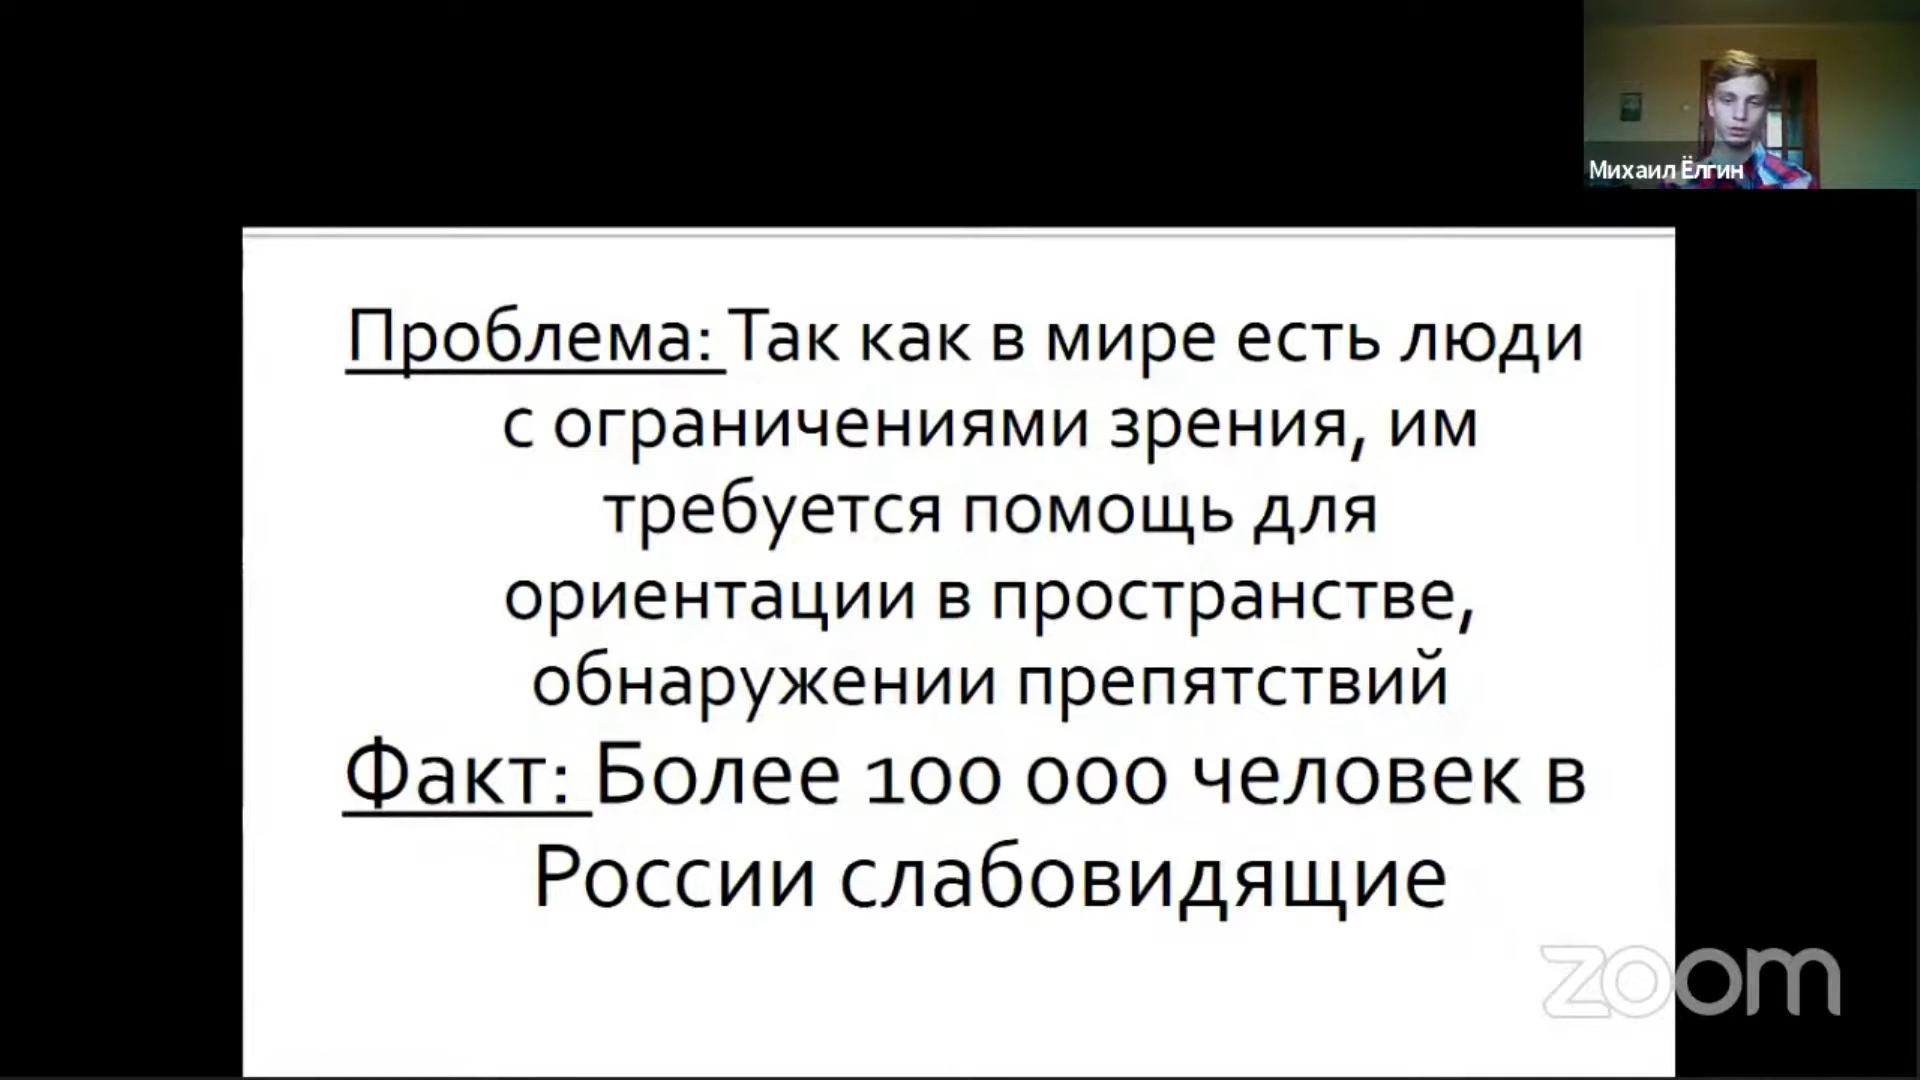 Михаил Ёлгин
Проблема: Так как в мире есть люди
с ограничениями зрения, им
требуется помощь для
ориентации в пространстве,
обнаружении препятствий
Факт: Более 100 000 человек в
России слабовидящие
zoom